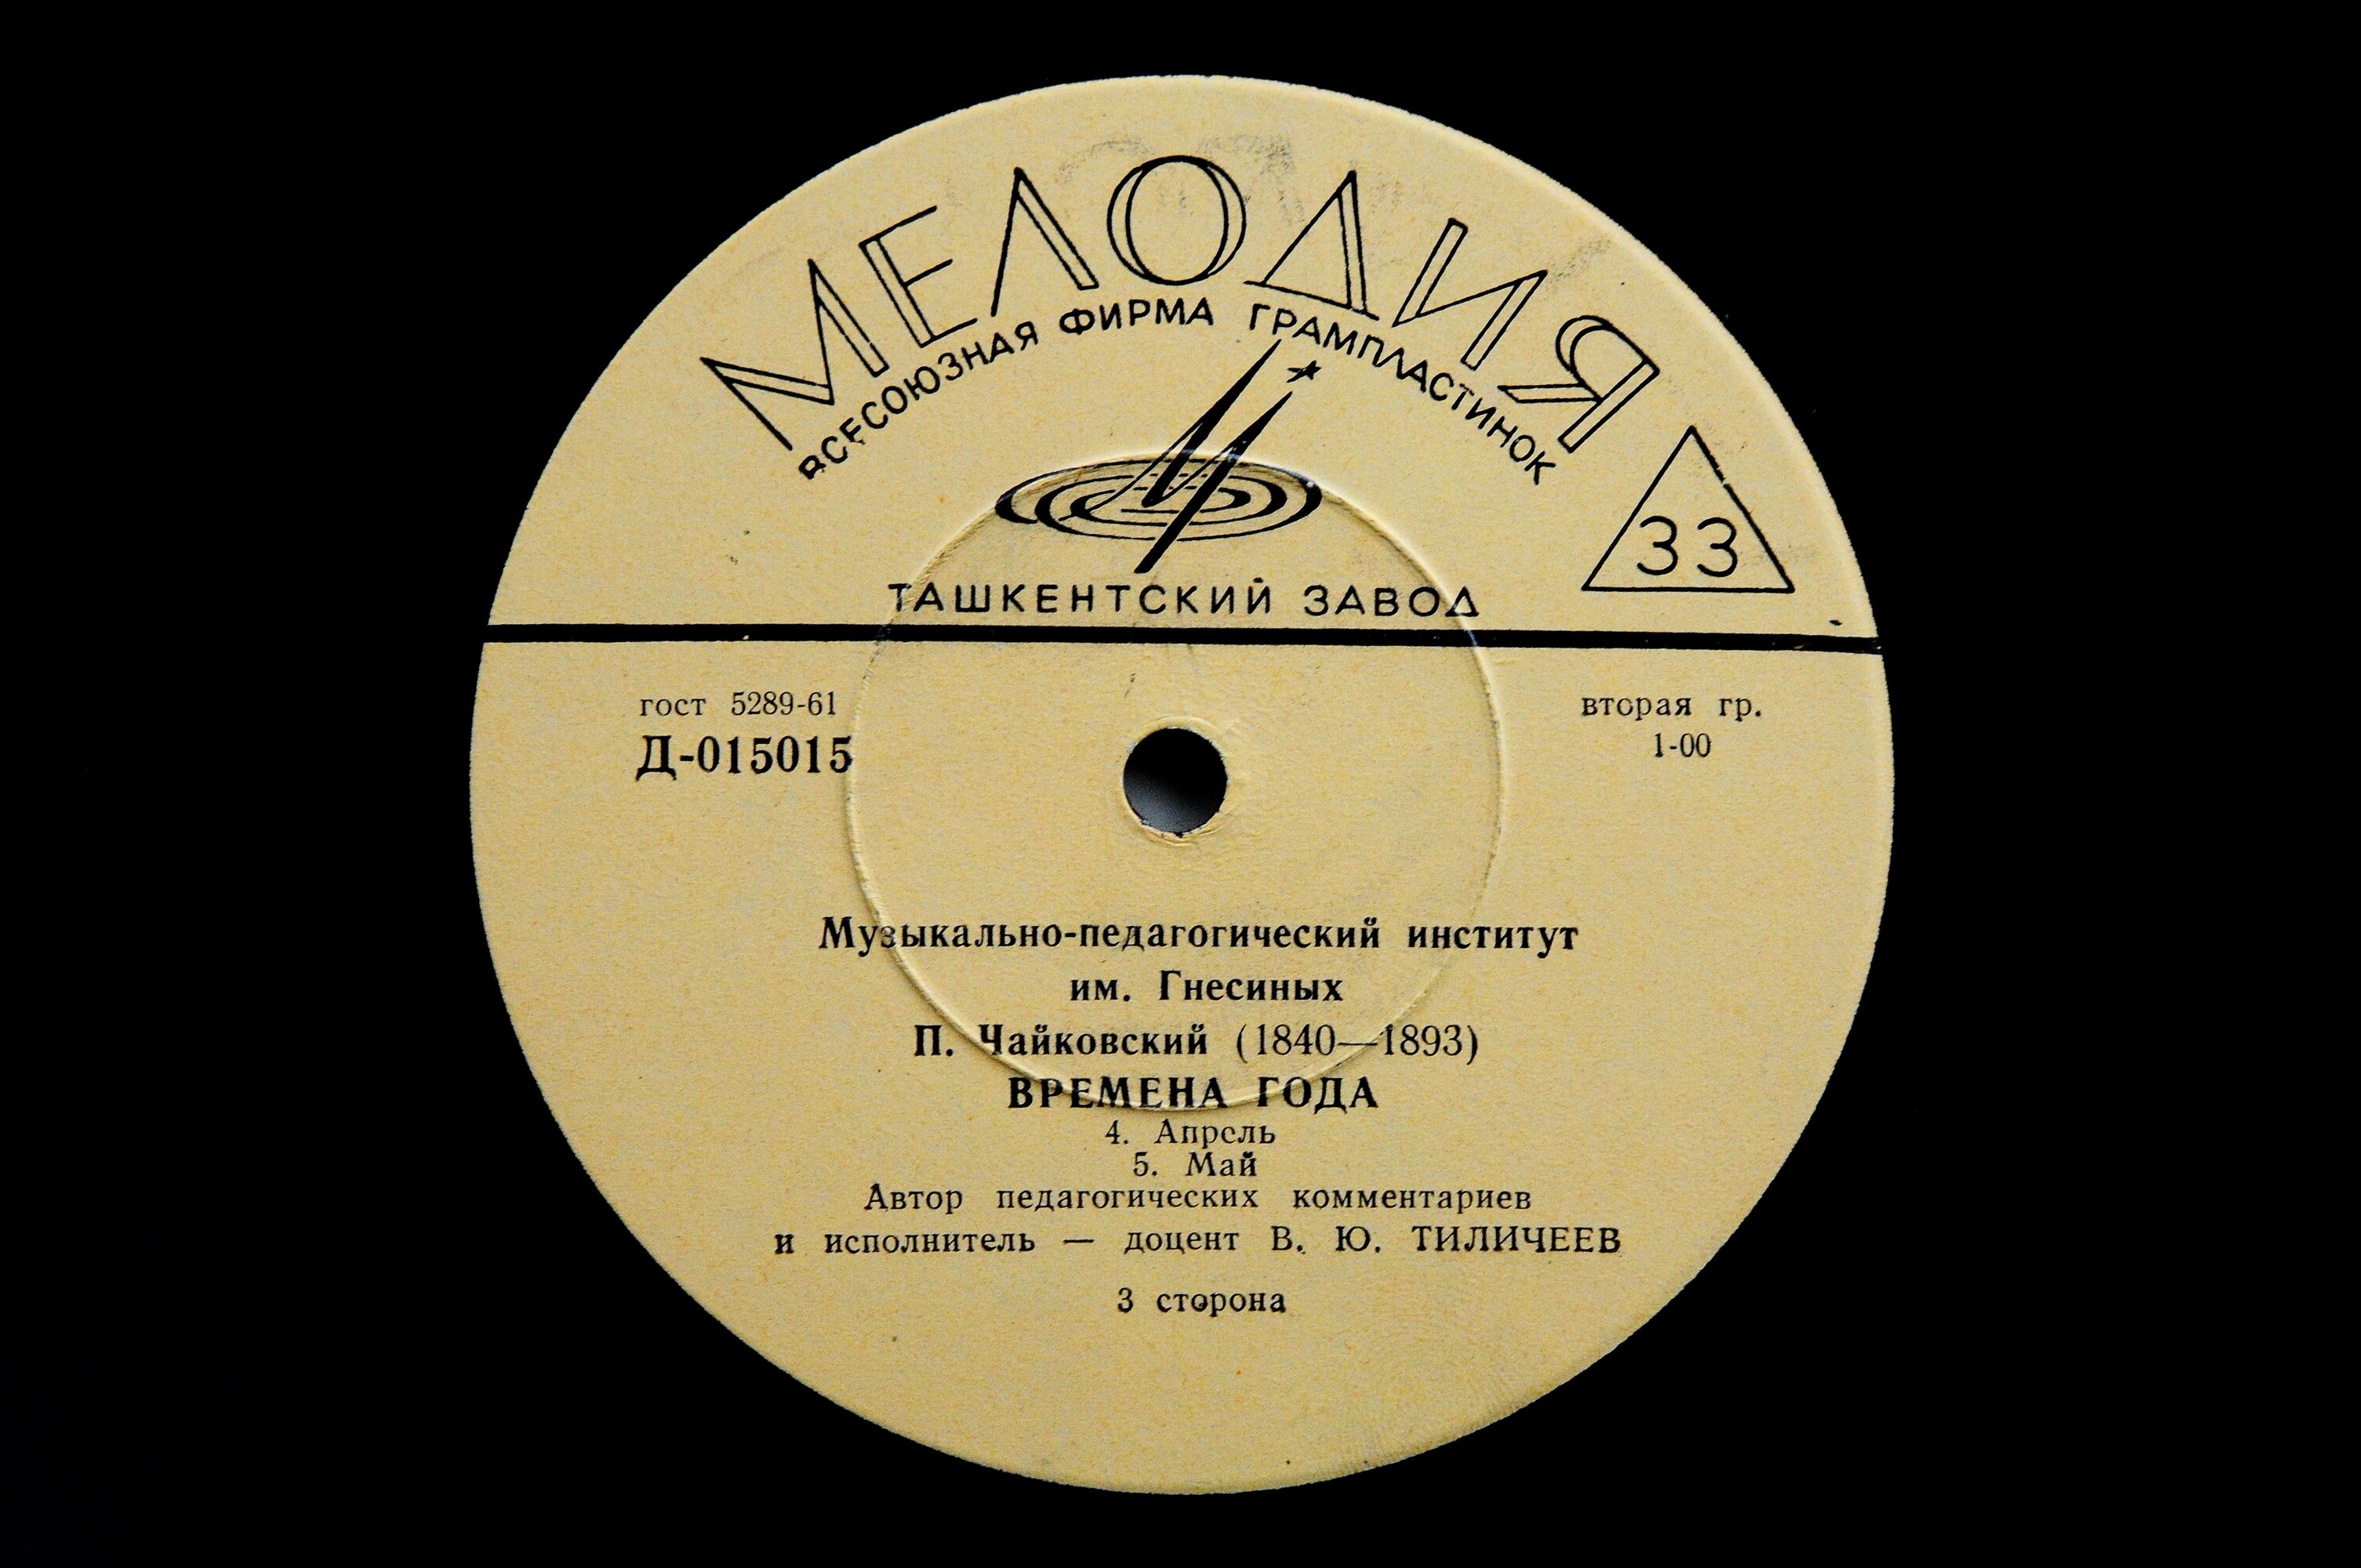 МЕЛОДИЯ
ВСЕСОЮЗНАЯ ФИРМА ГРАМПЛАСТИНОК
33
ТАШКЕНТСКИЙ ЗАВОД
гост 5289-61
Д-015015
вторая гр.
1-00
Музыкально-педагогический институт
им. Гнесиных
П. Чайковский (1840—1893)
ВРЕМЕНА ГОДА
4. Апрель
5. Май
Автор педагогических комментариев
и исполнитель — доцент В. Ю. ТИЛИЧЕЕВ
3 сторона